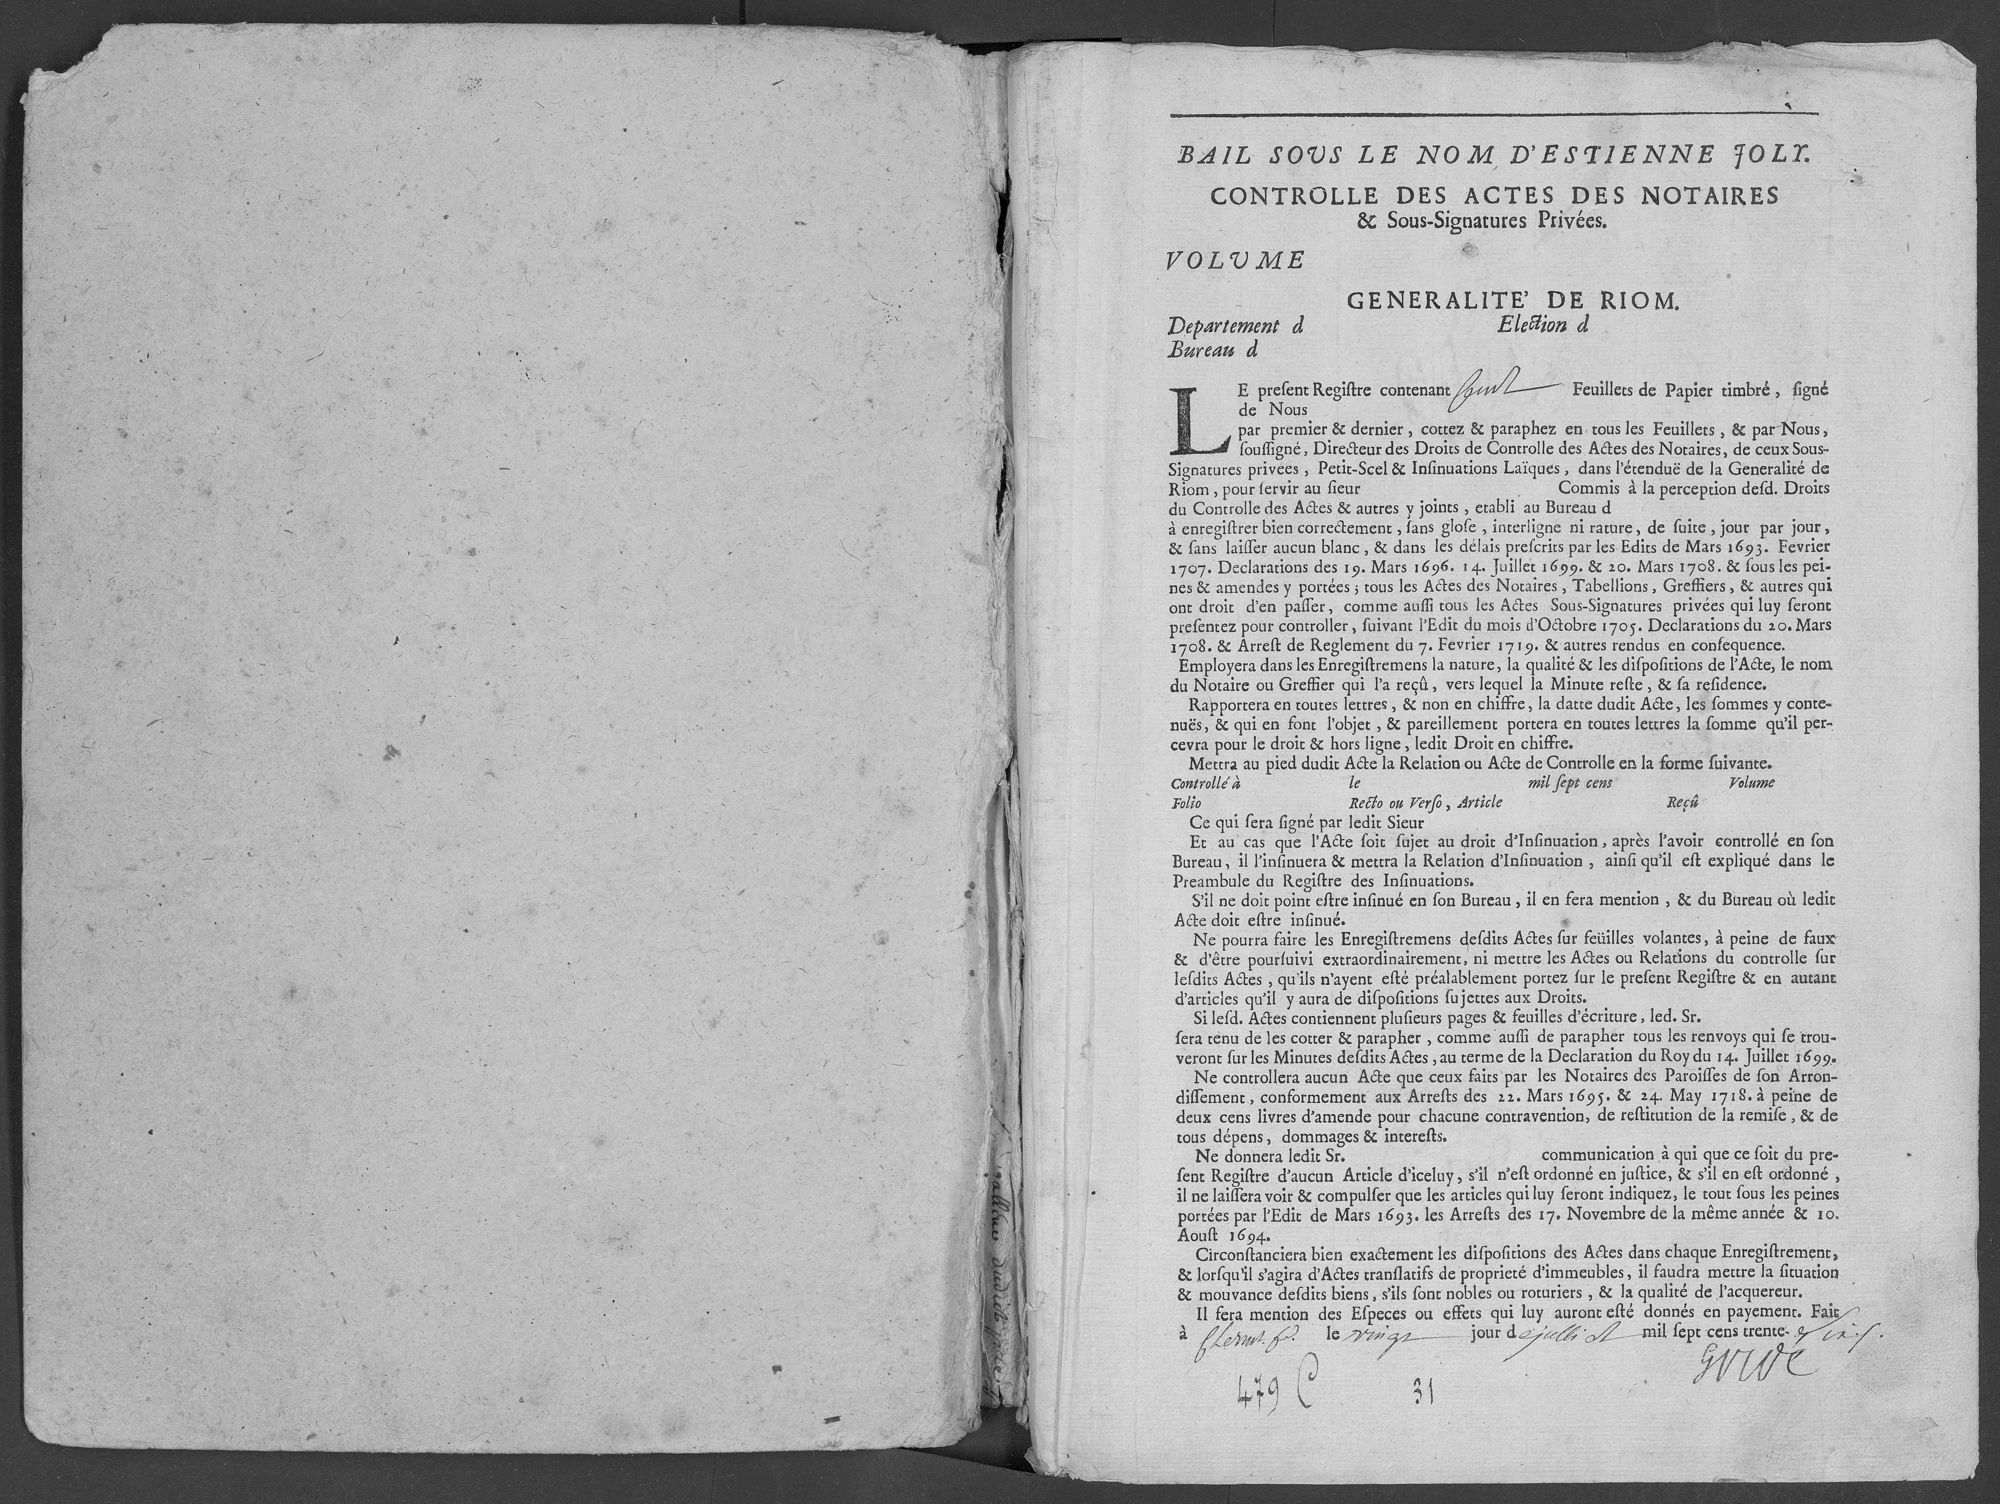 BAIL SOVS LE NOM D'ESTIENNE JOLY.
CONTROLLE DES ACTES DES NOTAIRES
& Sous-Signatures Privées.
VOLVME
GENERALITE' DE RIOM.
Departement d Election d
Bureau d
LE preſent Regiſtre contenant Feuillets de Papier timbré, ſigné
de Nous
par premier & dernier, cottez & paraphez en tous les Feuillets, & par Nous,
ſouſſigné, Directeur des Droits de Controlle des Actes des Notaires, de ceux Sous-
Signatures privées, Petit-Scel & Inſinuations Laïques, dans l'étenduë de la Generalité de
Riom, pour ſervir au ſieur Commis à la perception deſd. Droits
du Controlle des Actes & autres y joints, etabli au Bureau d
à enregiſtrer bien correctement, ſans gloſe, interligne ni rature, de ſuite, jour par jour,
& ſans laiſſer aucun blanc, & dans les délais preſcrits par les Edits de Mars 1693. Fevrier
1707. Declarations des 19. Mars 1696. 14. Juillet 1699. & 20. Mars 1708. & ſous les pei-
nes & amendes y portées; tous les Actes des Notaires, Tabellions, Greffiers, & autres qui
ont droit d'en paſſer, comme auſſi tous les Actes Sous-Signatures privées qui luy ſeront
preſentez pour controller, ſuivant l'Edit du mois d'Octobre 1705. Declarations du 20. Mars
1708. & Arreſt de Reglement du 7. Fevrier 1719. & autres rendus en conſequence.
Employera dans les Enregiſtremens la nature, la qualité & les diſpoſitions de l'Acte, le nom
du Notaire ou Greffier qui l'a reçû, vers lequel la Minute reſte, & ſa reſidence.
Rapportera en toutes lettres, & non en chiffre, la datte dudit Acte, les ſommes y conte-
nuës, & qui en font l'objet, & pareillement portera en toutes lettres la ſomme qu'il per-
cevra pour le droit & hors ligne, ledit Droit en chiffre.
Mettra au pied dudit Acte la Relation ou Acte de Controlle en la forme ſuivante.
Controllé à le mil ſept cens Volume
Folio Recto ou Verſo, Article Reçû
Ce qui ſera ſigné par ledit Sieur
Et au cas que l'Acte ſoit ſujet au droit d'Inſinuation, après l'avoir controllé en ſon
Bureau, il l'inſinuera & mettra la Relation d'Inſinuation, ainſi qu'il eſt expliqué dans le
Preambule du Regiſtre des Inſinuations.
S'il ne doit point eſtre inſinué en ſon Bureau, il en fera mention, & du Bureau où ledit
Acte doit eſtre inſinué.
Ne pourra faire les Enregiſtremens deſdits Actes ſur feüilles volantes, à peine de faux
& d'être pourſuivi extraordinairement, ni mettre les Actes ou Relations du controlle ſur
leſdits Actes, qu'ils n'ayent eſté préalablement portez ſur le preſent Regiſtre & en autant
d'articles qu'il y aura de diſpoſitions ſujettes aux Droits.
Si leſd. Actes contiennent pluſieurs pages & feuilles d'écriture, led. Sr.
ſera tenu de les cotter & parapher, comme auſſi de parapher tous les renvoys qui ſe trou-
veront ſur les Minutes deſdits Actes, au terme de la Declaration du Roy du 14. Juillet 1699.
Ne controllera aucun Acte que ceux faits par les Notaires des Paroiſſes de ſon Arron-
diſſement, conformement aux Arreſts des 22. Mars 1695. & 24. May 1718. à peine de
deux cens livres d'amende pour chacune contravention, de reſtitution de la remiſe, & de
tous dépens, dommages & intereſts.
Ne donnera ledit Sr. communication à qui que ce ſoit du pre-
ſent Regiſtre d'aucun Article d'iceluy, s'il n'eſt ordonné en juſtice, & s'il en eſt ordonné,
il ne laiſſera voir & compulſer que les articles qui luy ſeront indiquez, le tout ſous les peines
portées par l'Edit de Mars 1693. les Arreſts des 17. Novembre de la même année & 10.
Aouſt 1694.
Circonſtanciera bien exactement les diſpoſitions des Actes dans chaque Enregiſtrement,
& lorſqu'il s'agira d'Actes tranſlatifs de proprieté d'immeubles, il faudra mettre la ſituation
& mouvance deſdits biens, s'ils ſont nobles ou roturiers, & la qualité de l'acquereur.
Il fera mention des Eſpeces ou effets qui luy auront eſté donnés en payement. Fait
à le vingt jour de juillet mil ſept cens trente-
479 C 31